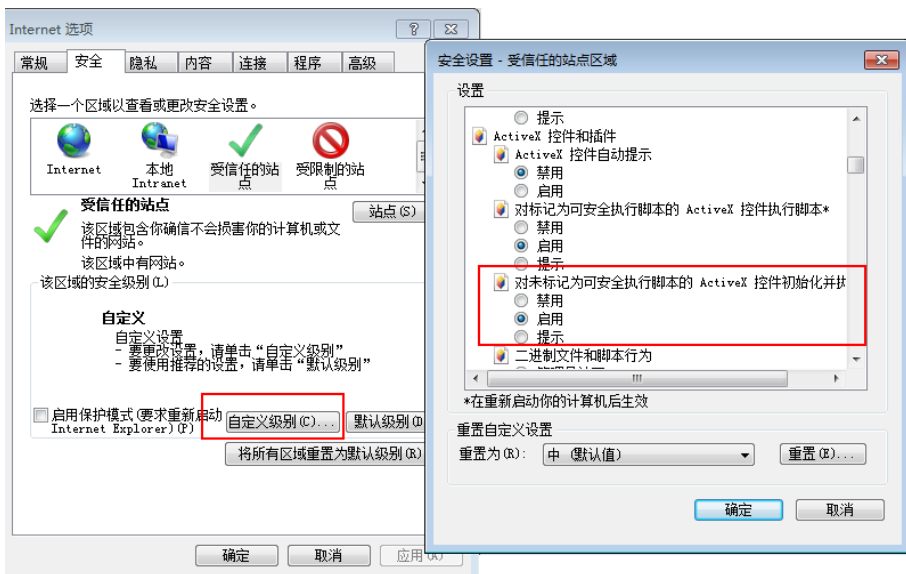 Internet 选项
常规
安全
隐私
内容
连接
程序
高级
选择一个区域以查看或更改安全设置。
Internet
本地
Intranet
受信任的站
点
受限制的站
点
受信任的站点
站点(S)
该区域包含你确信不会损害你的计算机或文
件的网站。
该区域中有网站。
该区域的安全级别(L)
自定义
自定义设置
- 要更改设置，请单击“自定义级别”
- 要使用推荐的设置，请单击“默认级别”
启用保护模式(要求重新启动
Internet Explorer)(P)
自定义级别(C)...
默认级别(D
将所有区域重置为默认级别(R)
确定
取消
应用(A)
安全设置 - 受信任的站点区域
设置
提示
ActiveX 控件和插件
ActiveX 控件自动提示
禁用
启用
对标记为可安全执行脚本的 ActiveX 控件执行脚本*
禁用
启用
提示
对未标记为可安全执行脚本的 ActiveX 控件初始化并执
禁用
启用
提示
二进制文件和脚本行为
*在重新启动你的计算机后生效
重置自定义设置
重置为(R):
中 (默认值)
重置(E)...
确定
取消